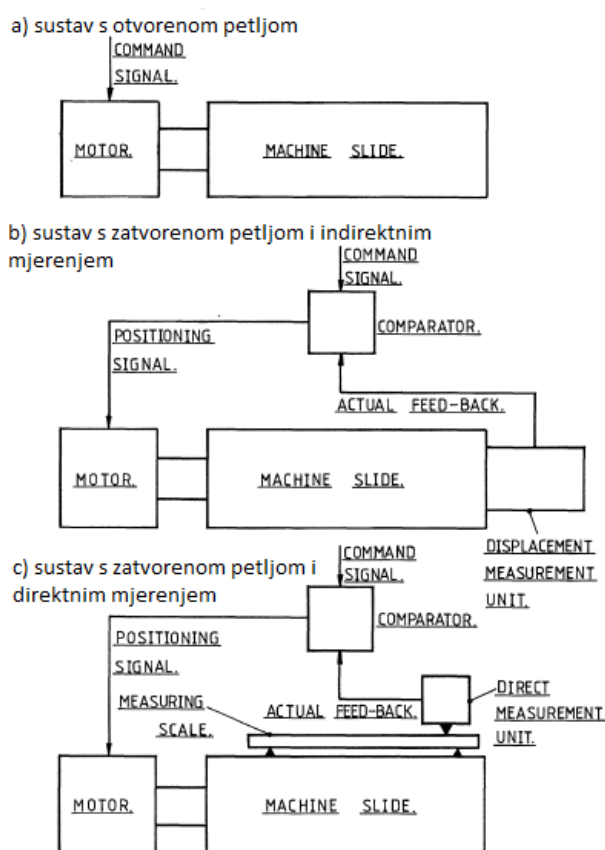 a) sustav s otvorenom petljom
COMMAND
SIGNAL.
MOTOR.
MACHINE SLIDE.
b) sustav s zatvorenom petljom i indirektnim
mjerenjem
COMMAND
SIGNAL.
COMPARATOR.
POSITIONING
SIGNAL.
ACTUAL FEED-BACK.
MOTOR.
MACHINE SLIDE.
DISPLACEMENT
MEASUREMENT
UNIT.
c) sustav s zatvorenom petljom i
direktnim mjerenjem
COMMAND
SIGNAL.
COMPARATOR.
POSITIONING
SIGNAL.
MEASURING
SCALE.
ACTUAL FEED-BACK.
DIRECT
MEASUREMENT
UNIT.
MOTOR.
MACHINE SLIDE.